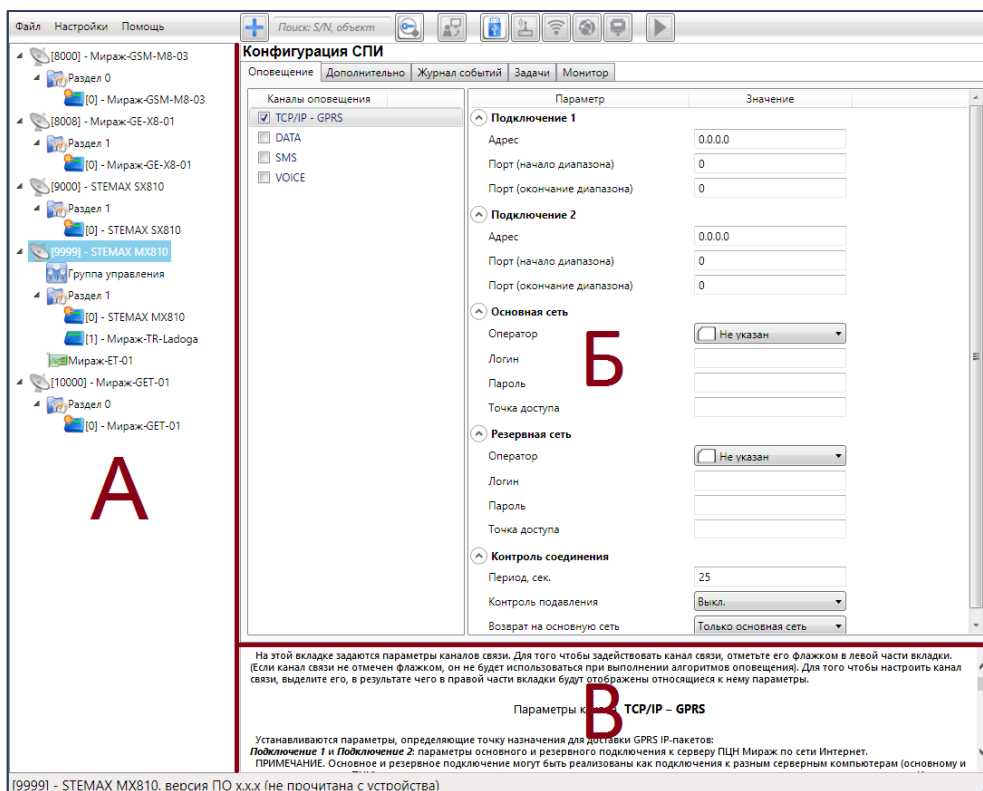 Файл Настройки Помощь
Поиск: S/N, объект
[8000] - Мираж-GSM-M8-03
Раздел 0
[0] - Мираж-GSM-M8-03
[8008] - Мираж-GE-X8-01
Раздел 1
[0] - Мираж-GE-X8-01
[9000] - STEMAX SX810
Раздел 1
[0] - STEMAX SX810
[9999] - STEMAX MX810
Группа управления
Раздел 1
[0] - STEMAX MX810
[1] - Мираж-TR-Ladoga
Мираж-ET-01
[10000] - Мираж-GET-01
Раздел 0
[0] - Мираж-GET-01
А
Конфигурация СПИ
Оповещение Дополнительно Журнал событий Задачи Монитор
Каналы оповещения
TCP/IP - GPRS
DATA
SMS
VOICE
Параметр Значение
Подключение 1
Адрес 0.0.0.0
Порт (начало диапазона) 0
Порт (окончание диапазона) 0
Подключение 2
Адрес 0.0.0.0
Порт (начало диапазона) 0
Порт (окончание диапазона) 0
Основная сеть
Оператор Не указан
Логин
Пароль
Точка доступа
Б
Резервная сеть
Оператор Не указан
Логин
Пароль
Точка доступа
Контроль соединения
Период, сек. 25
Контроль подавления Выкл.
Возврат на основную сеть Только основная сеть
На этой вкладке задаются параметры каналов связи. Для того чтобы задействовать канал связи, отметьте его флажком в левой части вкладки.
(Если канал связи не отмечен флажком, он не будет использоваться при выполнении алгоритмов оповещения). Для того чтобы настроить канал
связи, выделите его, в результате чего в правой части вкладки будут отображены относящиеся к нему параметры.
Параметры TCP/IP – GPRS
В
Устанавливаются параметры, определяющие точку назначения для доставки GPRS IP-пакетов:
Подключение 1 и Подключение 2: параметры основного и резервного подключения к серверу ПЦН Мираж по сети Интернет.
ПРИМЕЧАНИЕ. Основное и резервное подключение могут быть реализованы как подключения к разным серверным компьютерам (основному и
[9999] - STEMAX MX810, версия ПО x.x.x (не прочитана с устройства)